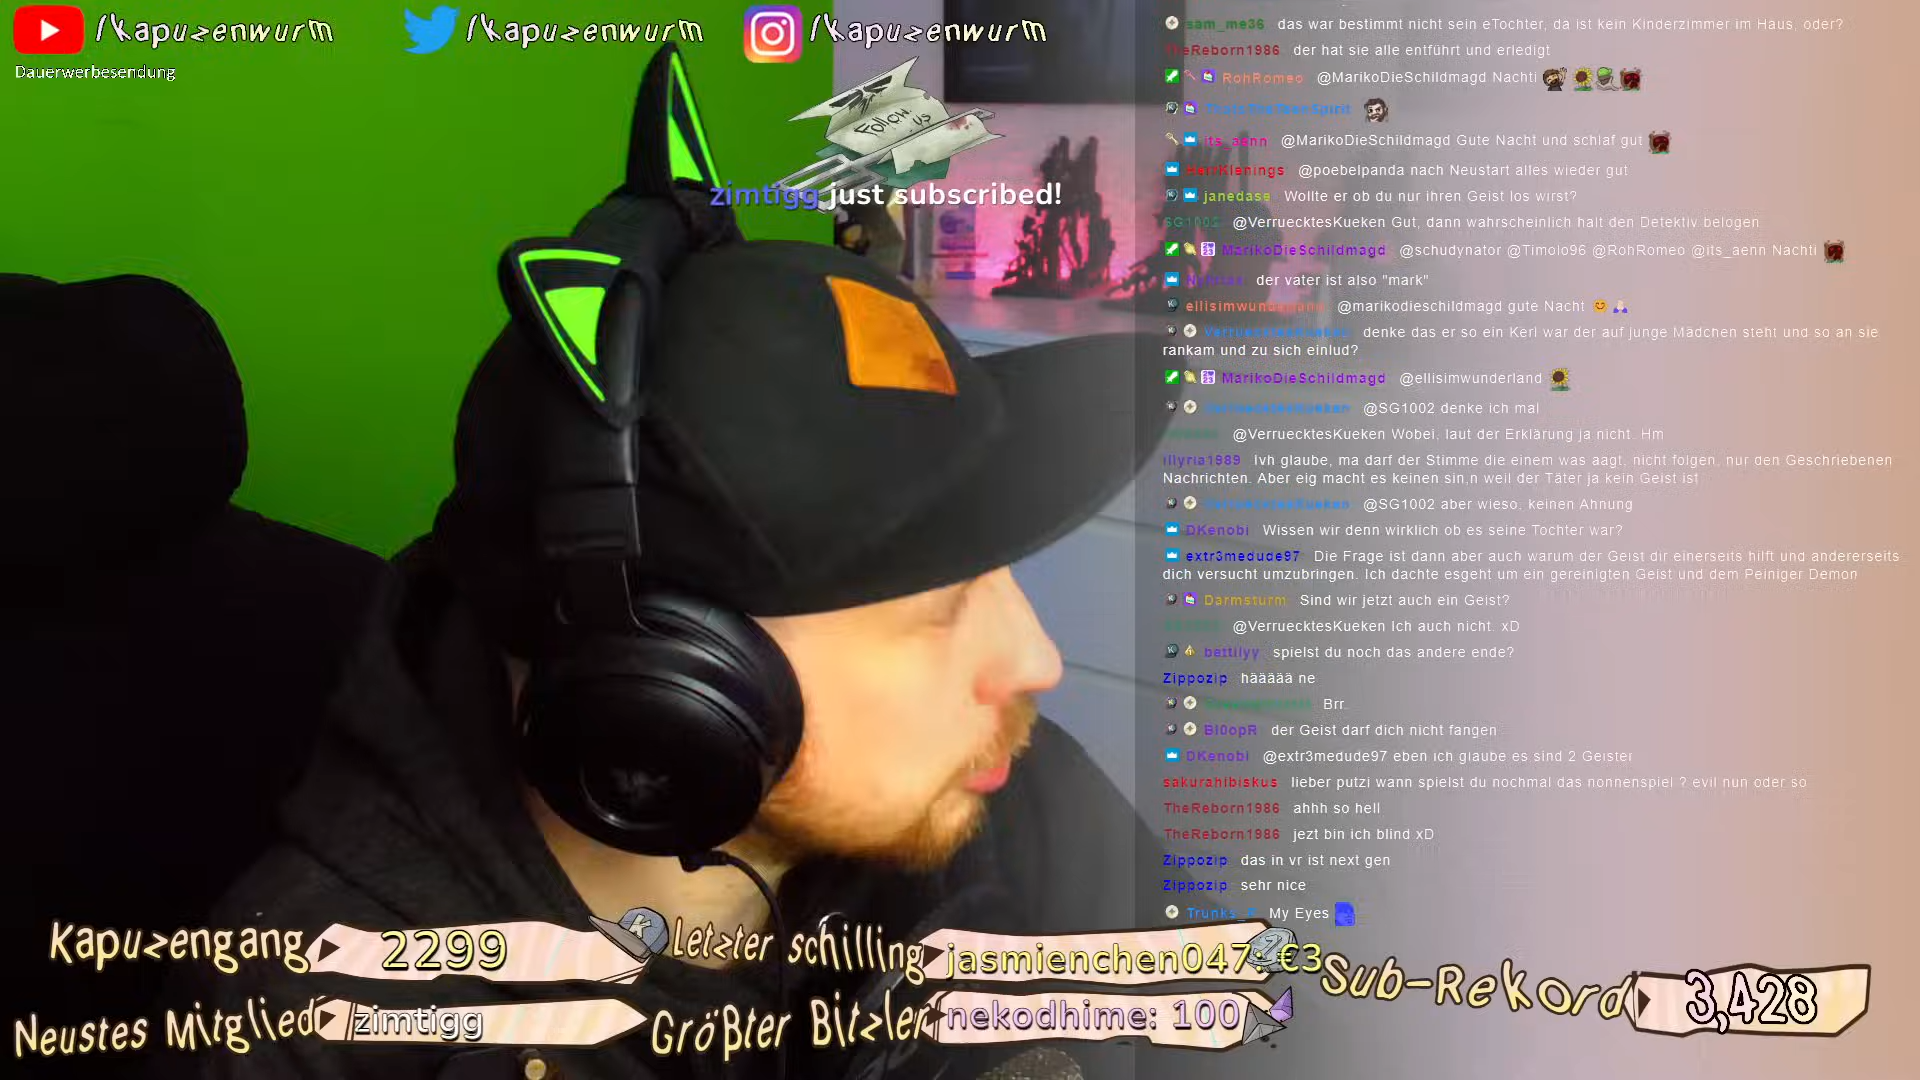 /kapuzenwurm
/kapuzenwurm
/kapuzenwurm
Dauerwerbesendung
Follow us
zimtigg just subscribed!
sam_me36 das war bestimmt nicht sein eTochter, da ist kein Kinderzimmer im Haus, oder?
TheReborn1986 der hat sie alle entführt und erledigt
RohRomeo @MarikoDieSchildmagd Nachti
its_aenn @MarikoDieSchildmagd Gute Nacht und schlaf gut
HerrKlenings @poebelpanda nach Neustart alles wieder gut
janedase Wollte er ob du nur ihren Geist los wirst?
SG1002 @VerruecktesKueken Gut, dann wahrscheinlich halt den Detektiv belogen
MarikoDieSchildmagd @schudynator @Timolo96 @RohRomeo @its_aenn Nachti
der vater ist also "mark"
ellisimwunderland @marikodieschildmagd gute Nacht
VerruecktesKueken denke das er so ein Kerl war der auf junge Mädchen steht und so an sie
rankam und zu sich einlud?
MarikoDieSchildmagd @ellisimwunderland
VerruecktesKueken @SG1002 denke ich mal
SG1002 @VerruecktesKueken Wobei, laut der Erklärung ja nicht. Hm
illyria1989 Ivh glaube, ma darf der Stimme die einem was aagt, nicht folgen, nur den Geschriebenen
Nachrichten. Aber eig macht es keinen sin,n weil der Täter ja kein Geist ist
VerruecktesKueken @SG1002 aber wieso, keinen Ahnung
DKenobi Wissen wir denn wirklich ob es seine Tochter war?
extr3medude97 Die Frage ist dann aber auch warum der Geist dir einerseits hilft und andererseits
dich versucht umzubringen. Ich dachte esgeht um ein gereinigten Geist und dem Peiniger Demon
Darmsturm Sind wir jetzt auch ein Geist?
SG1002 @VerruecktesKueken Ich auch nicht. xD
bettilyy spielst du noch das andere ende?
Zippozip häääää ne
Brr.
Bl0opR der Geist darf dich nicht fangen
DKenobi @extr3medude97 eben ich glaube es sind 2 Geister
sakurahibiskus lieber putzi wann spielst du nochmal das nonnenspiel ? evil nun oder so
TheReborn1986 ahhh so hell
TheReborn1986 jezt bin ich blind xD
Zippozip das in vr ist next gen
Zippozip sehr nice
My Eyes
Kapuzengang 2299
Letzter schilling jasmienchen047: €3
Sub-Rekord 3,428
Neustes Mitglied zimtigg
Größter Bitzler nekodhime: 100